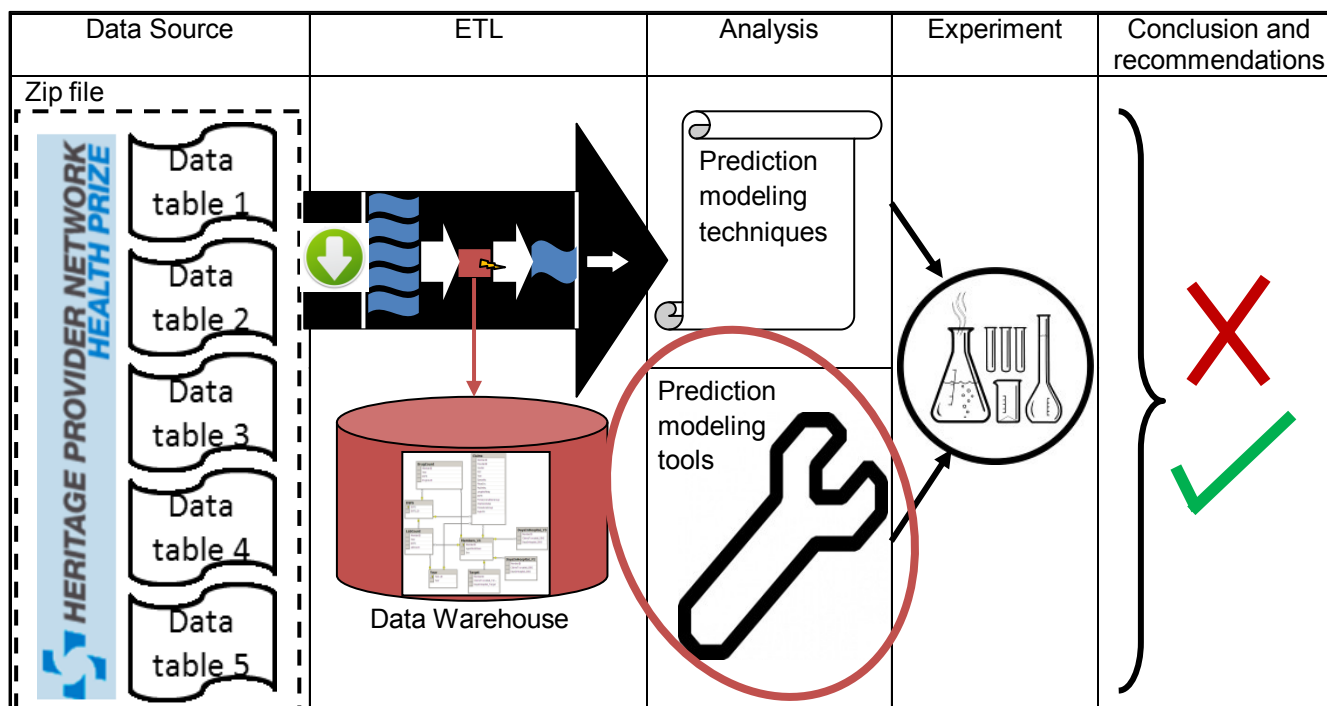 Data Source
ETL
Analysis
Experiment
Conclusion and
recommendations
Zip file
HERITAGE PROVIDER NETWORK
HEALTH PRIZE
Data
table 1
Data
table 2
Data
table 3
Data
table 4
Data
table 5
Data Warehouse
Prediction
modeling
techniques
Prediction
modeling
tools